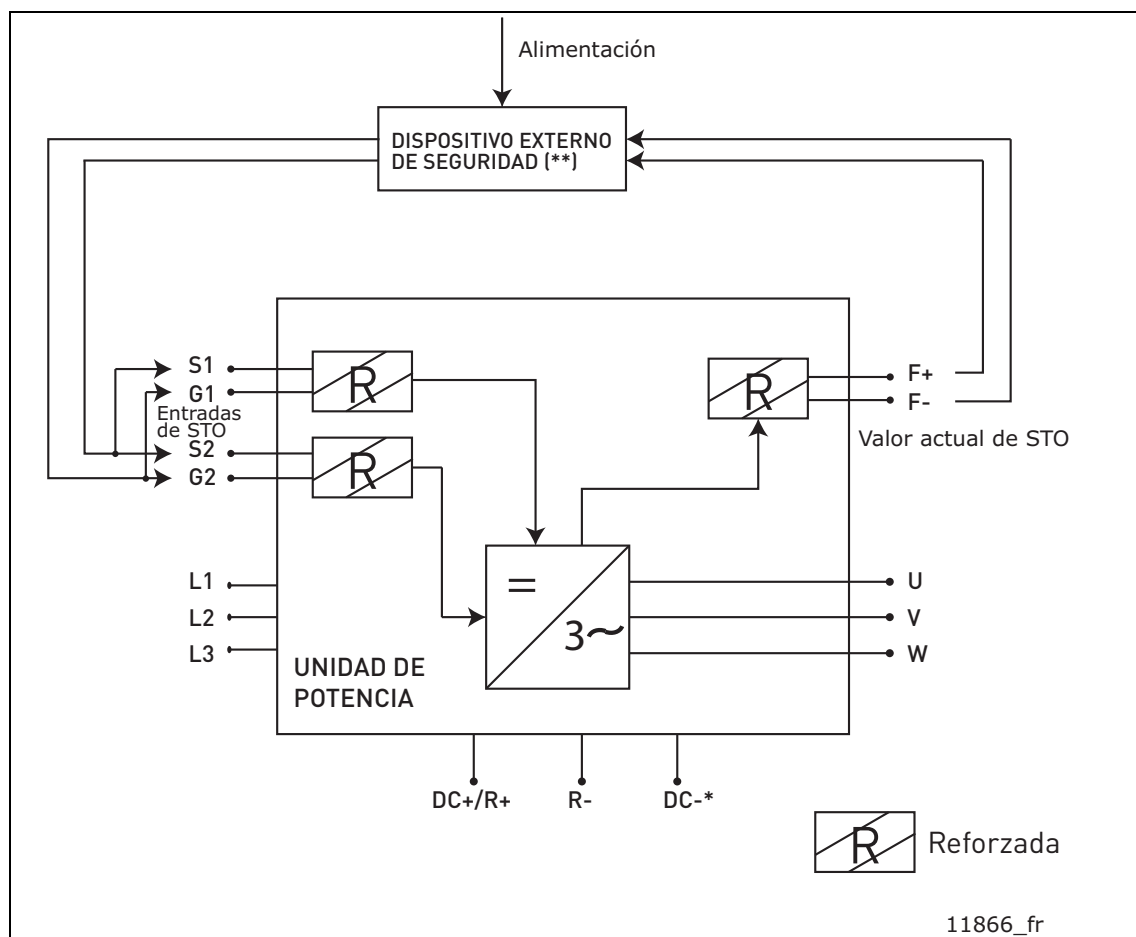 Alimentación
DISPOSITIVO EXTERNO
DE SEGURIDAD (**)
S1
G1
Entradas
de STO
S2
G2
R
R
R
F+
F-
Valor actual de STO
L1
L2
L3
=
3~
U
V
W
UNIDAD DE
POTENCIA
DC+/R+
R-
DC-*
R
Reforzada
11866_fr